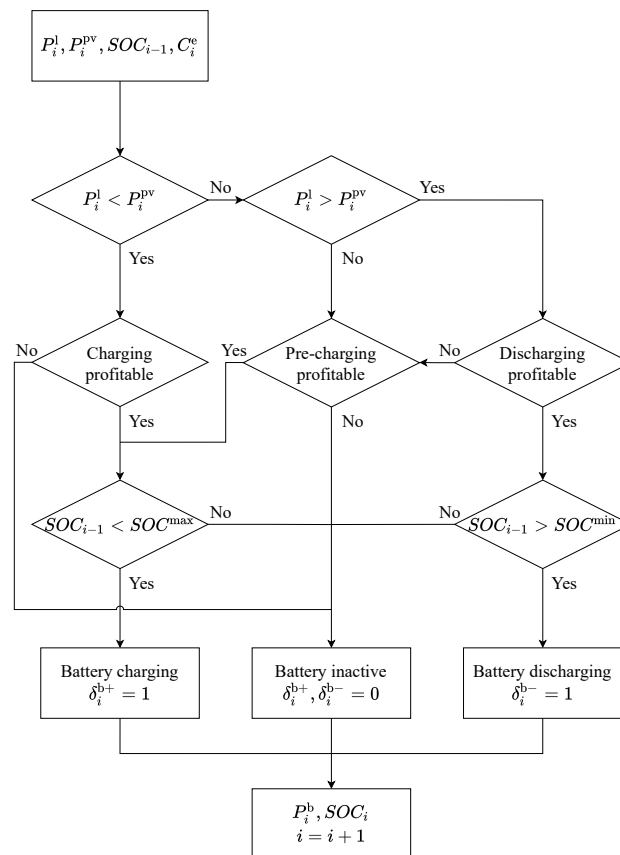 P_i^l, P_i^pv, SOC_{i−1}, C_i^e
P_i^l < P_i^pv
No
P_i^l > P_i^pv
Yes
Yes
No
No
Charging
profitable
Yes
Pre-charging
profitable
No
Discharging
profitable
Yes
No
Yes
SOC_{i−1} < SOC^max
No
No
SOC_{i−1} > SOC^min
Yes
Yes
Battery charging
δ_i^{b+} = 1
Battery inactive
δ_i^{b+}, δ_i^{b−} = 0
Battery discharging
δ_i^{b−} = 1
P_i^b, SOC_i
i = i + 1